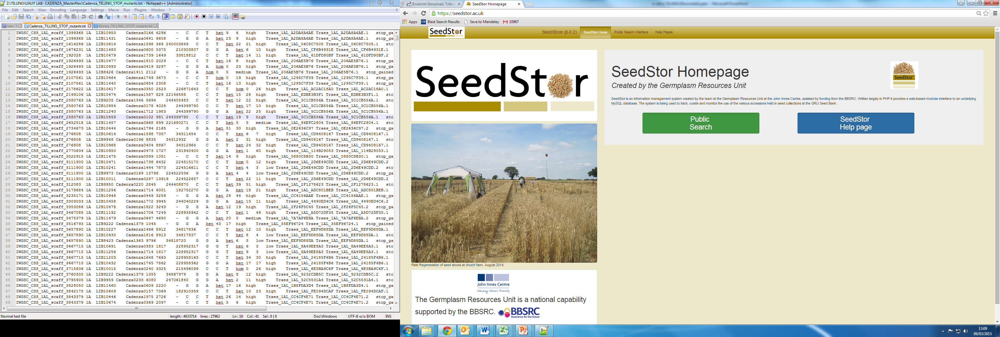 Z:\TILLING\UAUY LAB- CADENZA_Masterfiles\Cadenza_TILLING_STOP_mutants.txt - Notepad++ [Administrator]
File Edit Search View Encoding Language Settings Macro Run Plugins Window ? X
new 1 Cadenza_TILLING_STOP_mutants.txt Kronos_TILLING_STOP_mutants.txt
1 IWGSC_CSS_1AL_scaff_1399368 1A LIB10953 Cadenza0166 6296 - C C T het 9 6 high Traes_1AL_A2DA8A6AE Traes_1AL_A2DA8A6AE.1 stop_ga
2 IWGSC_CSS_1AL_scaff_1399368 1A LIB11431 Cadenza0641 6608 - G G A het 23 9 high Traes_1AL_A2DA8A6AE Traes_1AL_A2DA8A6AE.1 stop_ga
3 IWGSC_CSS_1AL_scaff_1614286 1A LIB10614 Cadenza1598 369 240003649 C C T het 22 21 high Traes_1AL_06C8C7505 Traes_1AL_06C8C7505.1 sto
4 IWGSC_CSS_1AL_scaff_1676231 1A LIB11483 Cadenza0600 5375 210303807 G G A het 6 10 high Traes_1AL_CF6B4931E Traes_1AL_CF6B4931E.1
5 IWGSC_CSS_1AL_scaff_192028 1A LIB10479 Cadenza1739 1649 33818812 C C T het 14 11 high Traes_1AL_61DFD90BF Traes_1AL_61DFD90BF.2
6 IWGSC_CSS_1AL_scaff_1926493 1A LIB10477 Cadenza1810 2029 - C C T het 16 8 high Traes_1AL_206AE5B76 Traes_1AL_206AE5B76.1 stop_ga
7 IWGSC_CSS_1AL_scaff_1926493 1A LIB10993 Cadenza0419 3297 - G G A hom 0 23 high Traes_1AL_206AE5B76 Traes_1AL_206AE5B76.1 stop_ga
8 IWGSC_CSS_1AL_scaff_1926493 1A LIB8426 Cadenza1411 2112 - G G A hom 0 5 medium Traes_1AL_206AE5B76 Traes_1AL_206AE5B76.1 stop_gained
9 IWGSC_CSS_1AL_scaff_2107561 1A LIB10464 Cadenza1749 3673 - C C T hom 0 19 high Traes_1AL_1295C7F39 Traes_1AL_1295C7F39.1 stop_ga
10 IWGSC_CSS_1AL_scaff_2107561 1A LIB11440 Cadenza0654 2308 - C C T het 16 13 high Traes_1AL_1295C7F39 Traes_1AL_1295C7F39.1 stop_ga
11 IWGSC_CSS_1AL_scaff_2178622 1A LIB10617 Cadenza0350 2523 226871643 C C T hom 0 26 high Traes_1AL_AC2AC18A0 Traes_1AL_AC2AC18A0.1
12 IWGSC_CSS_1AL_scaff_2199106 1A LIB10474 Cadenza1587 829 22146588 C C T het 15 28 high Traes_1AL_EDBE3B3F1 Traes_1AL_EDBE3B3F1.1 sto
13 IWGSC_CSS_1AL_scaff_2580763 1A LIB9205 Cadenza1346 5694 244405483 C C T het 12 22 high Traes_1AL_5C1CB556A Traes_1AL_5C1CB556A.1 sto
14 IWGSC_CSS_1AL_scaff_2580763 1A LIB10954 Cadenza0178 4028 244399790 C C T het 17 10 high Traes_1AL_5C1CB556A Traes_1AL_5C1CB556A.1
15 IWGSC_CSS_1AL_scaff_2580763 1A LIB11240 Cadenza1712 1983 244399790 G G A het 22 25 high Traes_1AL_5C1CB556A Traes_1AL_5C1CB556A.1
16 IWGSC_CSS_1AL_scaff_2580763 1A LIB10459 Cadenza0102 981 244399790 C C T het 19 9 high Traes_1AL_5C1CB556A Traes_1AL_5C1CB556A.1 sto
17 IWGSC_CSS_1AL_scaff_2652518 1A LIB11457 Cadenza0668 899 221680271 C C T het 5 5 medium Traes_1AL_86EFC2804 Traes_1AL_86EFC2804.1 sto
18 IWGSC_CSS_1AL_scaff_2734673 1A LIB10444 Cadenza1794 2165 - G G A het 51 30 high Traes_1AL_0E2636C97 Traes_1AL_0E2636C97.2 stop_ga
19 IWGSC_CSS_1AL_scaff_276808 1A LIB10614 Cadenza1598 7357 34311454 C C T het 6 7 high Traes_1AL_CD9408167 Traes_1AL_CD9408167.1
20 IWGSC_CSS_1AL_scaff_276808 1A LIB9948 Cadenza0196 8835 34312932 G G A het 2 31 high Traes_1AL_CD9408167 Traes_1AL_CD9408167.1 sto
21 IWGSC_CSS_1AL_scaff_276808 1A LIB10968 Cadenza0404 8867 34312964 C C T het 24 32 high Traes_1AL_CD9408167 Traes_1AL_CD9408167.1
22 IWGSC_CSS_1AL_scaff_2770634 1A LIB10950 Cadenza0473 1727 231940400 G G A het 1 60 high Traes_1AL_114B29053 Traes_1AL_114B29053.1
23 IWGSC_CSS_1AL_scaff_3022915 1A LIB11475 Cadenza0599 1051 - C C T het 14 9 high Traes_1AL_0880C8B30 Traes_1AL_0880C8B30.1 stop_ga
24 IWGSC_CSS_1AL_scaff_3111900 1A LIB10471 Cadenza1738 6432 224515170 C C T hom 0 12 high Traes_1AL_2D6E49CDD Traes_1AL_2D6E49CDD.2
25 IWGSC_CSS_1AL_scaff_3111900 1A LIB10241 Cadenza1444 7873 224516611 C C T het 4 3 low Traes_1AL_2D6E49CDD Traes_1AL_2D6E49CDD.2 sto
26 IWGSC_CSS_1AL_scaff_3111900 1A LIB9973 Cadenza0169 13798 224522536 G G A het 4 4 low Traes_1AL_2D6E49CDD Traes_1AL_2D6E49CDD.2 sto
27 IWGSC_CSS_1AL_scaff_3111900 1A LIB10011 Cadenza0287 13919 224522657 C C T het 22 11 high Traes_1AL_2D6E49CDD Traes_1AL_2D6E49CDD.2
28 IWGSC_CSS_1AL_scaff_312083 1A LIB9950 Cadenza0220 2845 244408870 C C T het 39 51 high Traes_1AL_2F1278623 Traes_1AL_2F1278623.1 sto
29 IWGSC_CSS_1AL_scaff_3179684 1A LIB11256 Cadenza1714 6001 182752270 G G A het 18 21 high Traes_1AL_ADC801BEB Traes_1AL_ADC801BEB.1
30 IWGSC_CSS_1AL_scaff_3235171 1A LIB10948 Cadenza0449 3259 - G G A het 28 44 high Traes_1AL_CC4156AAE Traes_1AL_CC4156AAE.1 stop_ga
31 IWGSC_CSS_1AL_scaff_3303033 1A LIB10458 Cadenza1772 3945 244040229 G G A het 13 11 high Traes_1AL_4490ED4C6 Traes_1AL_4490ED4C6.2
32 IWGSC_CSS_1AL_scaff_3353086 1A LIB10478 Cadenza1822 3243 - G G A het 12 19 high Traes_1AL_2F26F5C45 Traes_1AL_2F26F5C45.2 stop_ga
33 IWGSC_CSS_1AL_scaff_3467088 1A LIB11192 Cadenza1706 7249 228935942 C C T het 1 49 high Traes_1AL_A5D72DF35 Traes_1AL_A5D72DF35.1
34 IWGSC_CSS_1AL_scaff_3475379 1A LIB11479 Cadenza0647 4690 - G G A het 20 5 medium Traes_1AL_7A7AF6EBA Traes_1AL_7A7AF6EBA.2 stop_ga
35 IWGSC_CSS_1AL_scaff_3516793 1A LIB9222 Cadenza1379 1045 - G G A het 43 17 high Traes_1AL_35EF96724 Traes_1AL_35EF96724.1 stop_gained
36 IWGSC_CSS_1AL_scaff_3657890 1A LIB10227 Cadenza1466 8912 34817836 C C T het 12 10 high Traes_1AL_EEF9D88DA Traes_1AL_EEF9D88DA.1
37 IWGSC_CSS_1AL_scaff_3657890 1A LIB10430 Cadenza1816 8913 34817837 C C T het 8 4 low Traes_1AL_EEF9D88DA Traes_1AL_EEF9D88DA.1 sto
38 IWGSC_CSS_1AL_scaff_3657890 1A LIB8423 Cadenza1363 9796 34818720 G G A het 6 3 low Traes_1AL_EEF9D88DA Traes_1AL_EEF9D88DA.1 sto
39 IWGSC_CSS_1AL_scaff_3667715 1A LIB10691 Cadenza0383 1817 228952317 G G T het 6 3 low Traes_1AL_8A49EE8A3 Traes_1AL_8A49EE8A3.1 sto
40 IWGSC_CSS_1AL_scaff_3667715 1A LIB11256 Cadenza1714 1817 228952317 G G T het 9 3 low Traes_1AL_8A49EE8A3 Traes_1AL_8A49EE8A3.1 sto
41 IWGSC_CSS_1AL_scaff_3667715 1A LIB11203 Cadenza1648 7663 228958163 C C T het 34 30 high Traes_1AL_24185F4B6 Traes_1AL_24185F4B6.1
42 IWGSC_CSS_1AL_scaff_3667715 1A LIB10432 Cadenza1745 7862 228958362 G G A het 17 17 high Traes_1AL_24185F4B6 Traes_1AL_24185F4B6.1
43 IWGSC_CSS_1AL_scaff_3715806 1A LIB10015 Cadenza0240 3325 215496099 C C T hom 0 26 high Traes_1AL_6E5BA9C6F Traes_1AL_6E5BA9C6F.1
44 IWGSC_CSS_1AL_scaff_3760300 1A LIB9222 Cadenza1379 1355 34867979 G G A het 8 12 high Traes_1AL_9232CDB5C Traes_1AL_9232CDB5C.2 sto
45 IWGSC_CSS_1AL_scaff_3795905 1A LIB9959 Cadenza0233 6080 247061840 G G A het 2 11 high Traes_1AL_52C5531A4 Traes_1AL_52C5531A4.1 sto
46 IWGSC_CSS_1AL_scaff_3828050 1A LIB11460 Cadenza0609 2220 - G G A het 17 16 high Traes_1AL_1B8FDA3D4 Traes_1AL_1B8FDA3D4.1 stop_ga
47 IWGSC_CSS_1AL_scaff_3842175 1A LIB10609 Cadenza0157 7369 182910359 C C T het 10 23 high Traes_1AL_FE094DCAF Traes_1AL_FE094DCAF.1
48 IWGSC_CSS_1AL_scaff_3843379 1A LIB10446 Cadenza1975 2726 - C C T het 26 14 high Traes_1AL_CC4CF4E71 Traes_1AL_CC4CF4E71.2 stop_ga
49 IWGSC_CSS_1AL_scaff_3843379 1A LIB10674 Cadenza0369 2097 - C C T het 5 6 high Traes_1AL_CC4CF4E71 Traes_1AL_CC4CF4E71.2 stop_ga
Normal text file length : 4633714 lines : 27962 Ln : 16 Col : 41 Sel : 0 | 0 Dos\Windows UTF-8 w/o BOM INS
Ensembl Genomes: Triticu SeedStor Homepage
https://seedstor.ac.uk
Apps Blast Search Results Save to Mendeley 10967
SeedStor SeedStore (β-3.2) SeedStor Home Public Search Interface Help Pages
SeedStor
Field Regeneration of seed stocks at church farm, August 2014.
John Innes Centre
Unlocking Nature's Diversity
The Germplasm Resources Unit is a national capability
supported by the BBSRC. BBSRC
bioscience for the future
SeedStor Homepage
SeedStor
Created by the Germplasm Resources Unit
SeedStor is an information management system created by the team at the Germplasm Resources Unit at the John Innes Centre, assisted by funding from the BBSRC. Written largely in PHP it provides a web-based modular interface to an underlying
MySQL database. The system is being used to track, curate and monitor the use of the various accessions held in seed collections at the GRU Seed Bank.
Public
Search
SeedStor
Help page
13:09
09/03/2015